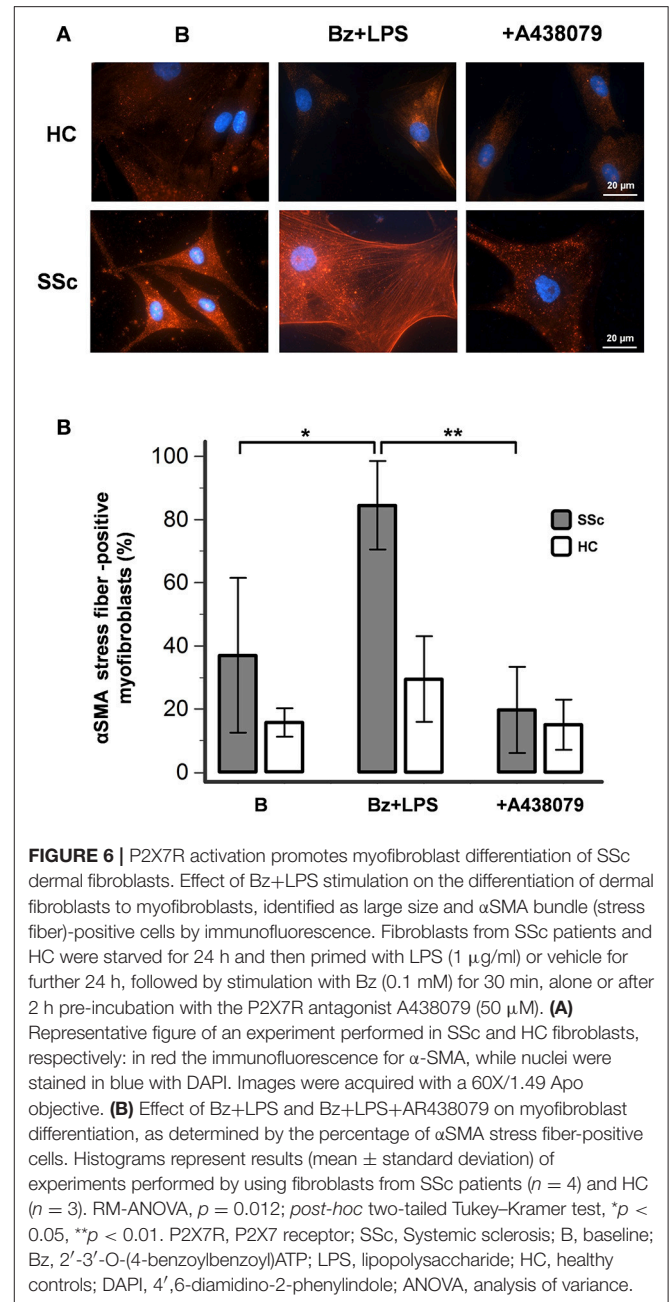 A
B
Bz+LPS
+A438079
HC
20 µm
SSc
20 µm
B
*
**
αSMA stress fiber -positive
myofibroblasts (%)
100
80
60
40
20
0
SSc
HC
B
Bz+LPS
+A438079
FIGURE 6 | P2X7R activation promotes myofibroblast differentiation of SSc
dermal fibroblasts. Effect of Bz+LPS stimulation on the differentiation of dermal
fibroblasts to myofibroblasts, identified as large size and αSMA bundle (stress
fiber)-positive cells by immunofluorescence. Fibroblasts from SSc patients and
HC were starved for 24 h and then primed with LPS (1 µg/ml) or vehicle for
further 24 h, followed by stimulation with Bz (0.1 mM) for 30 min, alone or after
2 h pre-incubation with the P2X7R antagonist A438079 (50 µM). (A)
Representative figure of an experiment performed in SSc and HC fibroblasts,
respectively: in red the immunofluorescence for α-SMA, while nuclei were
stained in blue with DAPI. Images were acquired with a 60X/1.49 Apo
objective. (B) Effect of Bz+LPS and Bz+LPS+AR438079 on myofibroblast
differentiation, as determined by the percentage of αSMA stress fiber-positive
cells. Histograms represent results (mean ± standard deviation) of
experiments performed by using fibroblasts from SSc patients (n = 4) and HC
(n = 3). RM-ANOVA, p = 0.012; post-hoc two-tailed Tukey–Kramer test, *p <
0.05, **p < 0.01. P2X7R, P2X7 receptor; SSc, Systemic sclerosis; B, baseline;
Bz, 2′-3′-O-(4-benzoylbenzoyl)ATP; LPS, lipopolysaccharide; HC, healthy
controls; DAPI, 4′,6-diamidino-2-phenylindole; ANOVA, analysis of variance.